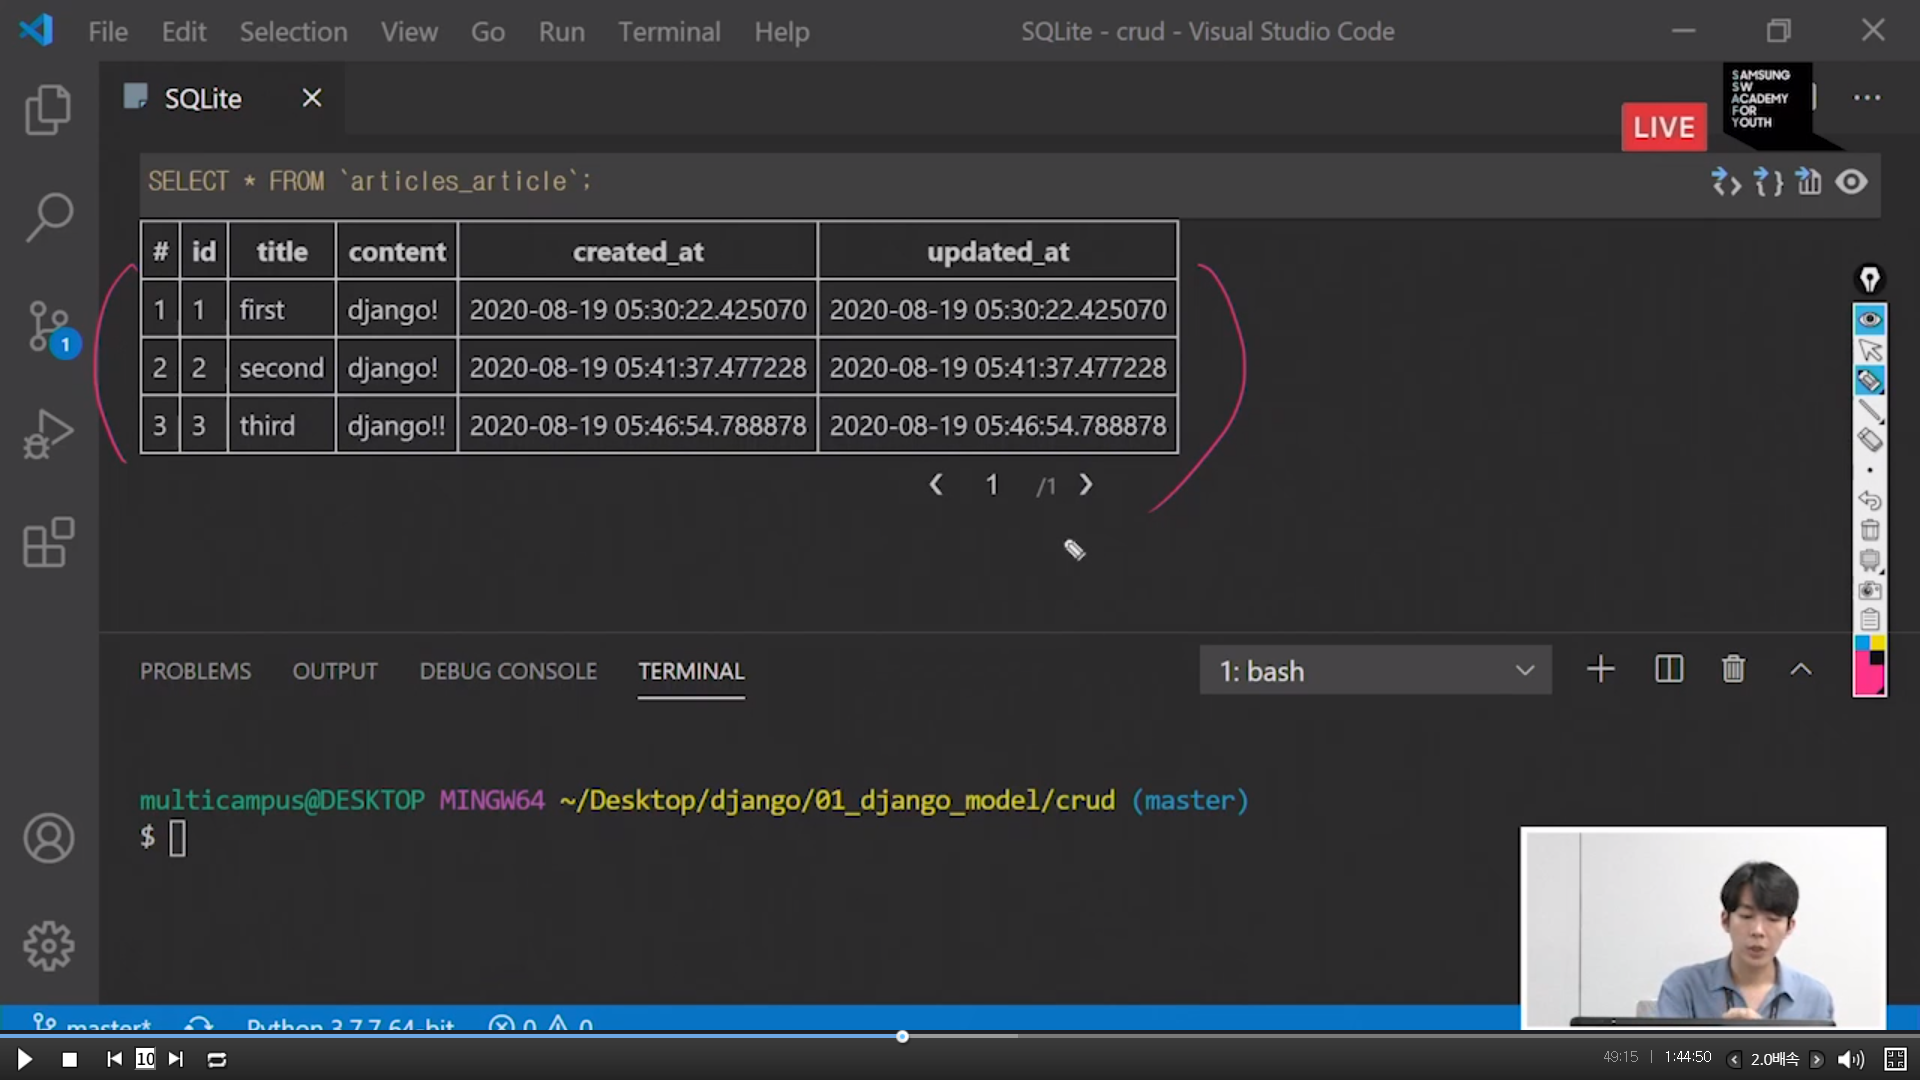 File Edit Selection View Go Run Terminal Help SQLite - crud - Visual Studio Code
SQLite
LIVE
SAMSUNG
SW
ACADEMY
FOR
YOUTH
SELECT * FROM `articles_article`;
# id title content created_at updated_at
1 1 first django! 2020-08-19 05:30:22.425070 2020-08-19 05:30:22.425070
2 2 second django! 2020-08-19 05:41:37.477228 2020-08-19 05:41:37.477228
3 3 third django!! 2020-08-19 05:46:54.788878 2020-08-19 05:46:54.788878
1 /1
1
PROBLEMS OUTPUT DEBUG CONSOLE TERMINAL 1: bash
multicampus@DESKTOP MINGW64 ~/Desktop/django/01_django_model/crud (master)
$
master* Python 3.7.7 64-bit 0 0
10 49:15 | 1:44:50 2.0배속